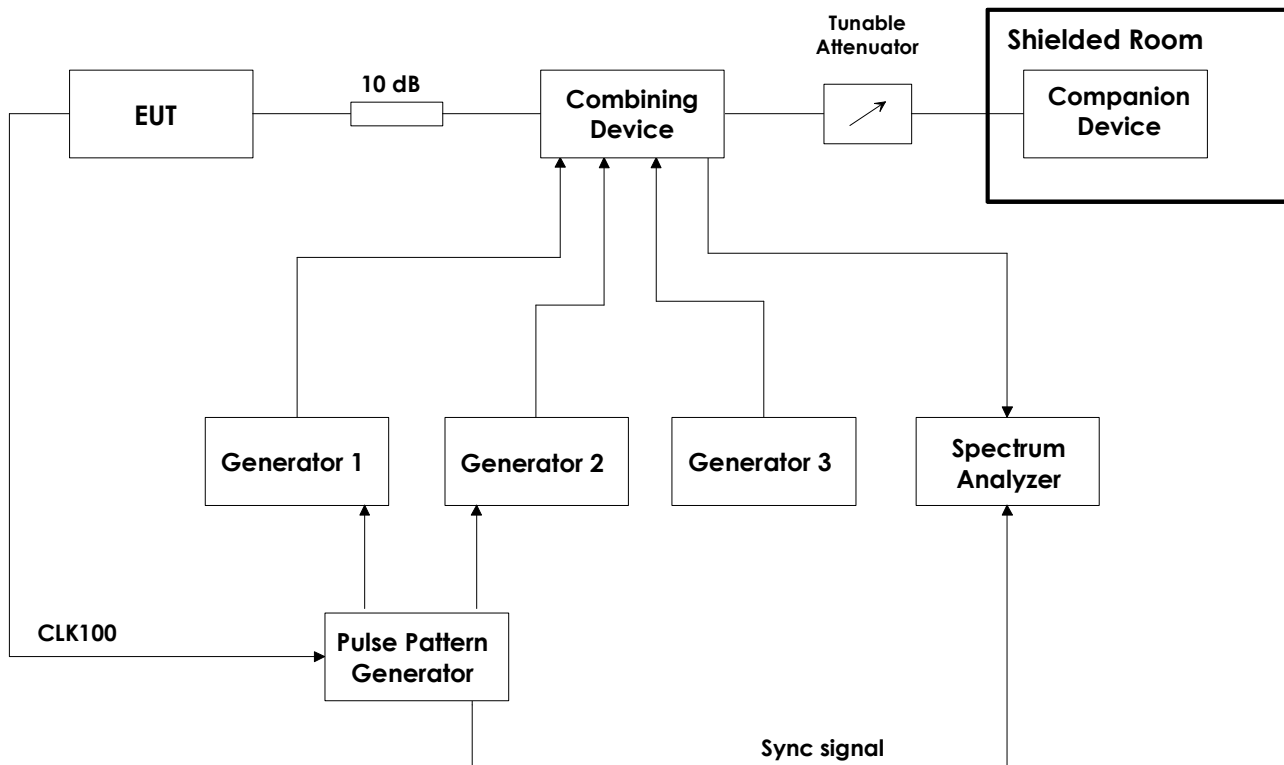 Tunable
Attenuator
Shielded Room
10 dB
EUT
Combining
Device
Companion
Device
Generator 1
Generator 2
Generator 3
Spectrum
Analyzer
CLK100
Pulse Pattern
Generator
Sync signal